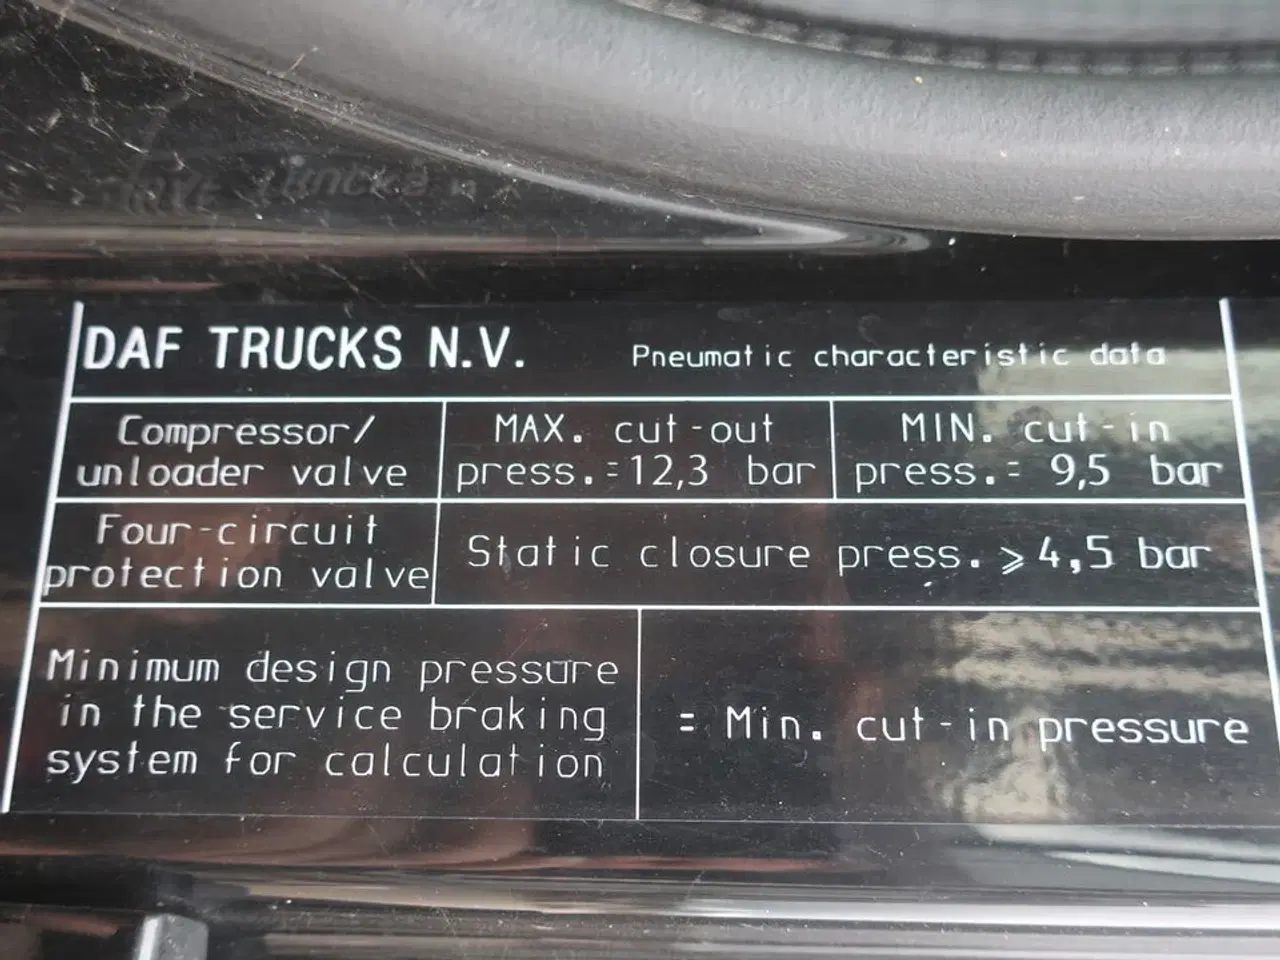 DAF TRUCKS N.V. Pneumatic characteristic data
Compressor/
unloader valve
MAX. cut-out
press.=12,3 bar
MIN. cut-in
press.= 9,5 bar
Four-circuit
protection valve
Static closure press. ⩾ 4,5 bar
Minimum design pressure
in the service braking
system for calculation
= Min. cut-in pressure